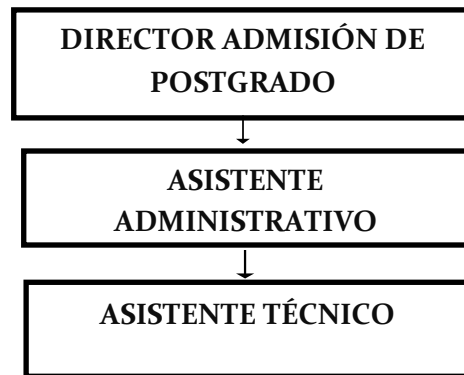 DIRECTOR ADMISIÓN DE
POSTGRADO
ASISTENTE
ADMINISTRATIVO
ASISTENTE TÉCNICO